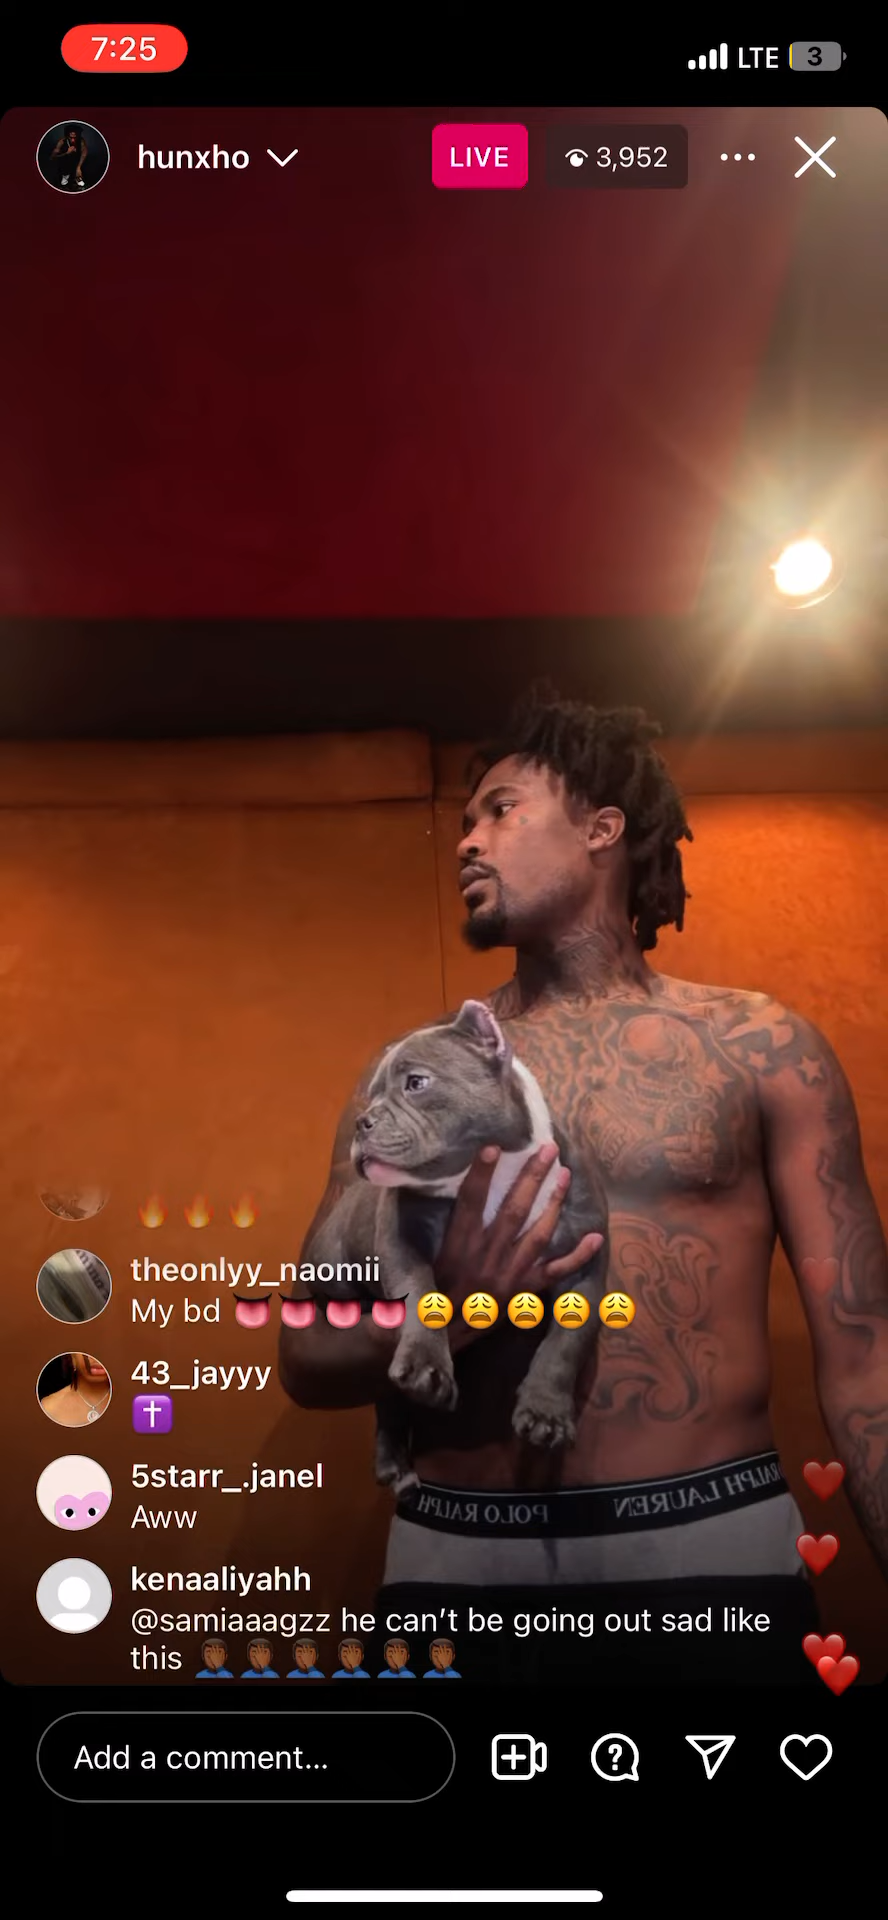 7:25
LTE 3
hunxho
LIVE
3,952
theonlyy_naomii
My bd 👅👅👅👅😩😩😩😩😩
43_jayyy
✝️
5starr_.janel
Aww
POLO RALPH LAUREN
RALPH
kenaaliyahh
@samiaaagzz he can’t be going out sad like
this 🤦🏾‍♂️🤦🏾‍♂️🤦🏾‍♂️🤦🏾‍♂️🤦🏾‍♂️🤦🏾‍♂️
Add a comment...